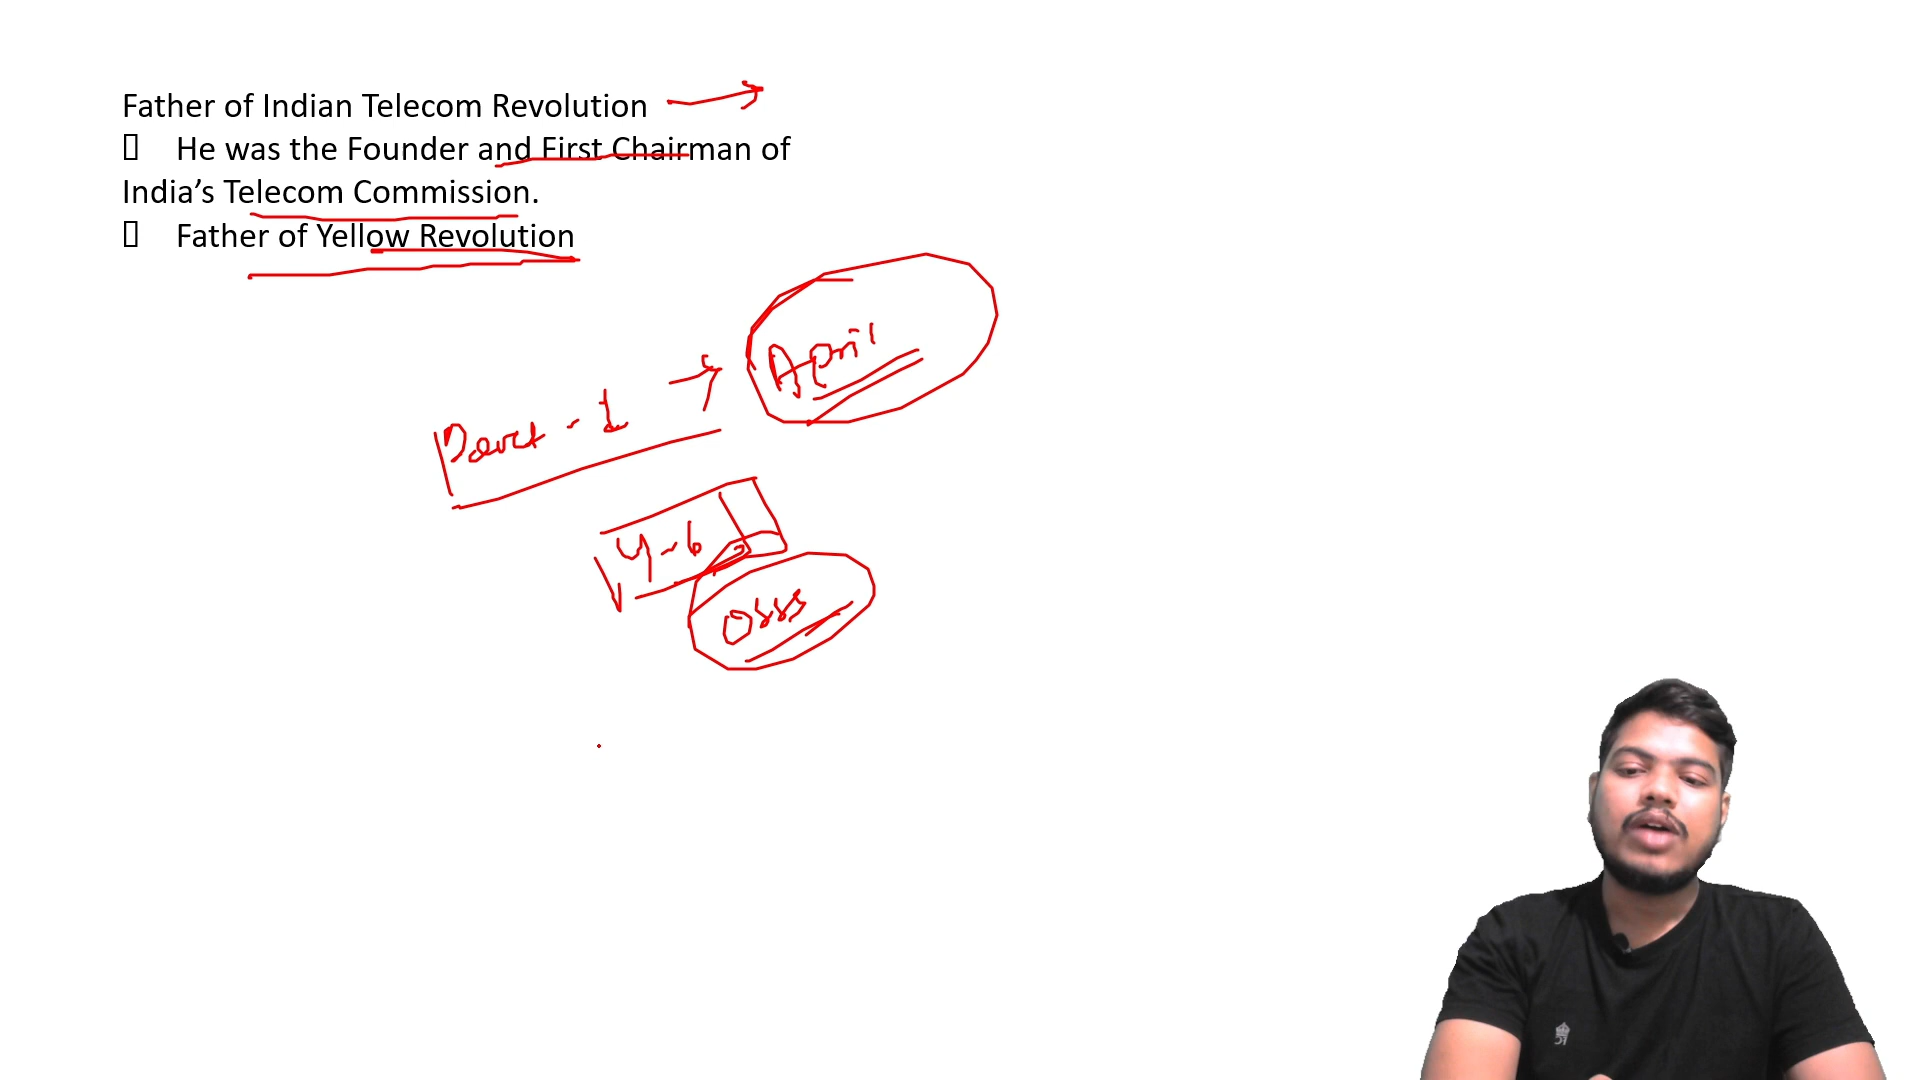 Father of Indian Telecom Revolution
He was the Founder and First Chairman of
India’s Telecom Commission.
Father of Yellow Revolution
April
- 1
4-6